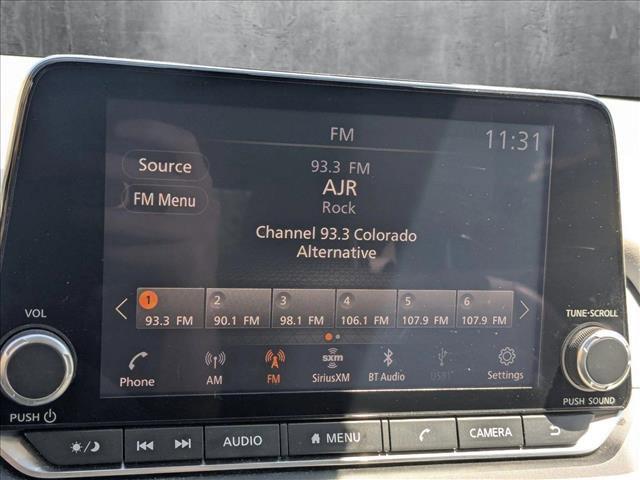 FM
11:31
Source
93.3 FM
AJR
FM Menu
Rock
Channel 93.3 Colorado
Alternative
1 2 3 4 5 6
93.3 FM 90.1 FM 98.1 FM 106.1 FM 107.9 FM 107.9 FM
VOL
TUNE·SCROLL
sxm
Phone AM FM SiriusXM BT Audio USB1 Settings
PUSH
PUSH SOUND
AUDIO MENU CAMERA